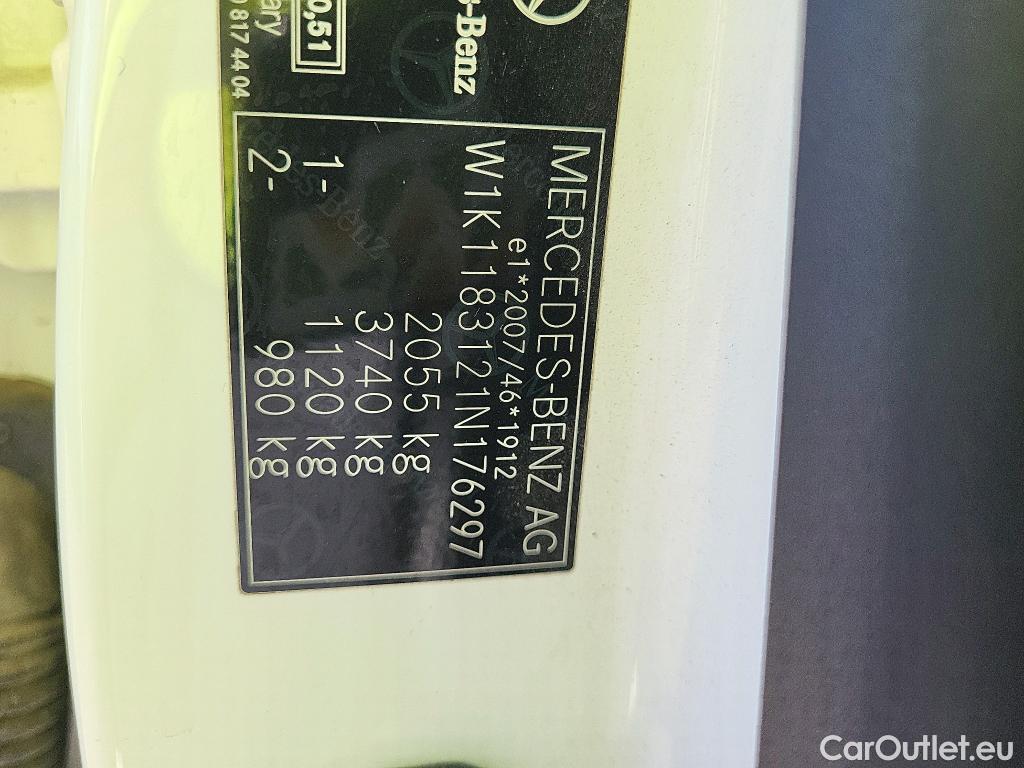 MERCEDES-BENZ AG
e1*2007/46*1912
W1K1183121N176297
2055 kg
3740 kg
1- 1120 kg
2- 980 kg
-Benz
0,51
ary
817 44 04
CarOutlet.eu